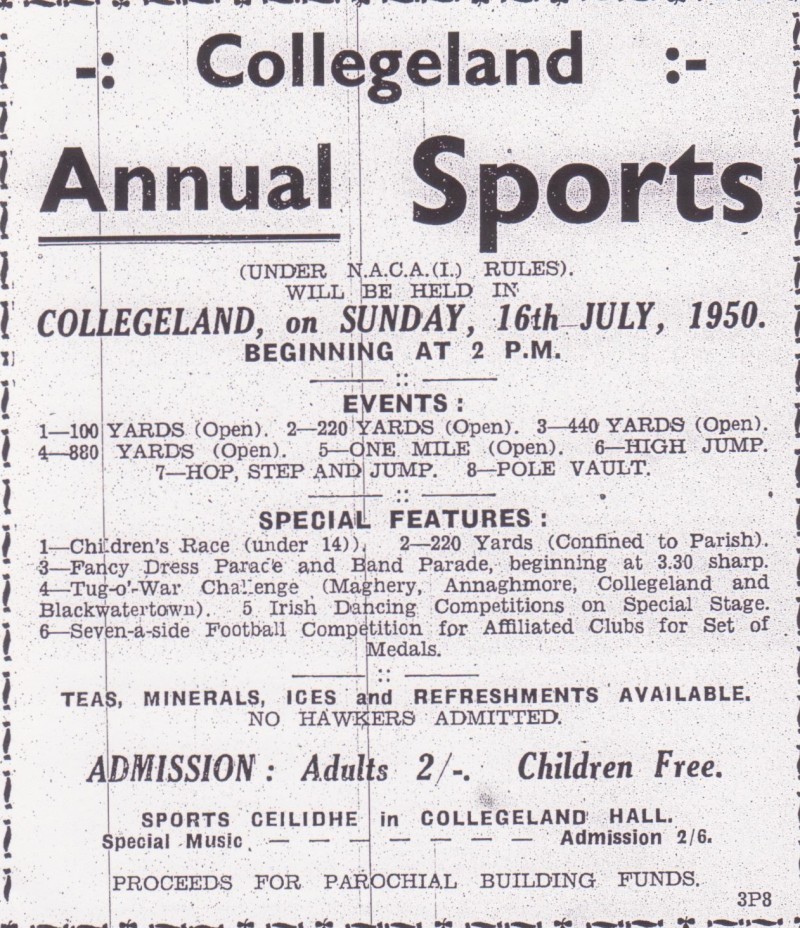 -: Collegeland :-
Annual Sports
(UNDER N.A.C.A.(I.) RULES).
WILL BE HELD IN
COLLEGELAND, on SUNDAY, 16th JULY, 1950.
BEGINNING AT 2 P.M.
EVENTS :
1—100 YARDS (Open). 2—220 YARDS (Open). 3—440 YARDS (Open).
4—880 YARDS (Open). 5—ONE MILE (Open). 6—HIGH JUMP.
7—HOP, STEP AND JUMP. 8—POLE VAULT.
SPECIAL FEATURES :
1—Children's Race (under 14)). 2—220 Yards (Confined to Parish).
3—Fancy Dress Parade and Band Parade, beginning at 3.30 sharp.
4—Tug-o'-War Challenge (Maghery, Annaghmore, Collegeland and
Blackwatertown). 5 Irish Dancing Competitions on Special Stage.
6—Seven-a-side Football Competition for Affiliated Clubs for Set of
Medals.
TEAS, MINERALS, ICES and REFRESHMENTS AVAILABLE.
NO HAWKERS ADMITTED.
ADMISSION : Adults 2/-. Children Free.
SPORTS CEILIDHE in COLLEGELAND HALL.
Special Music — — — — — — — Admission 2/6.
PROCEEDS FOR PAROCHIAL BUILDING FUNDS.
3P8